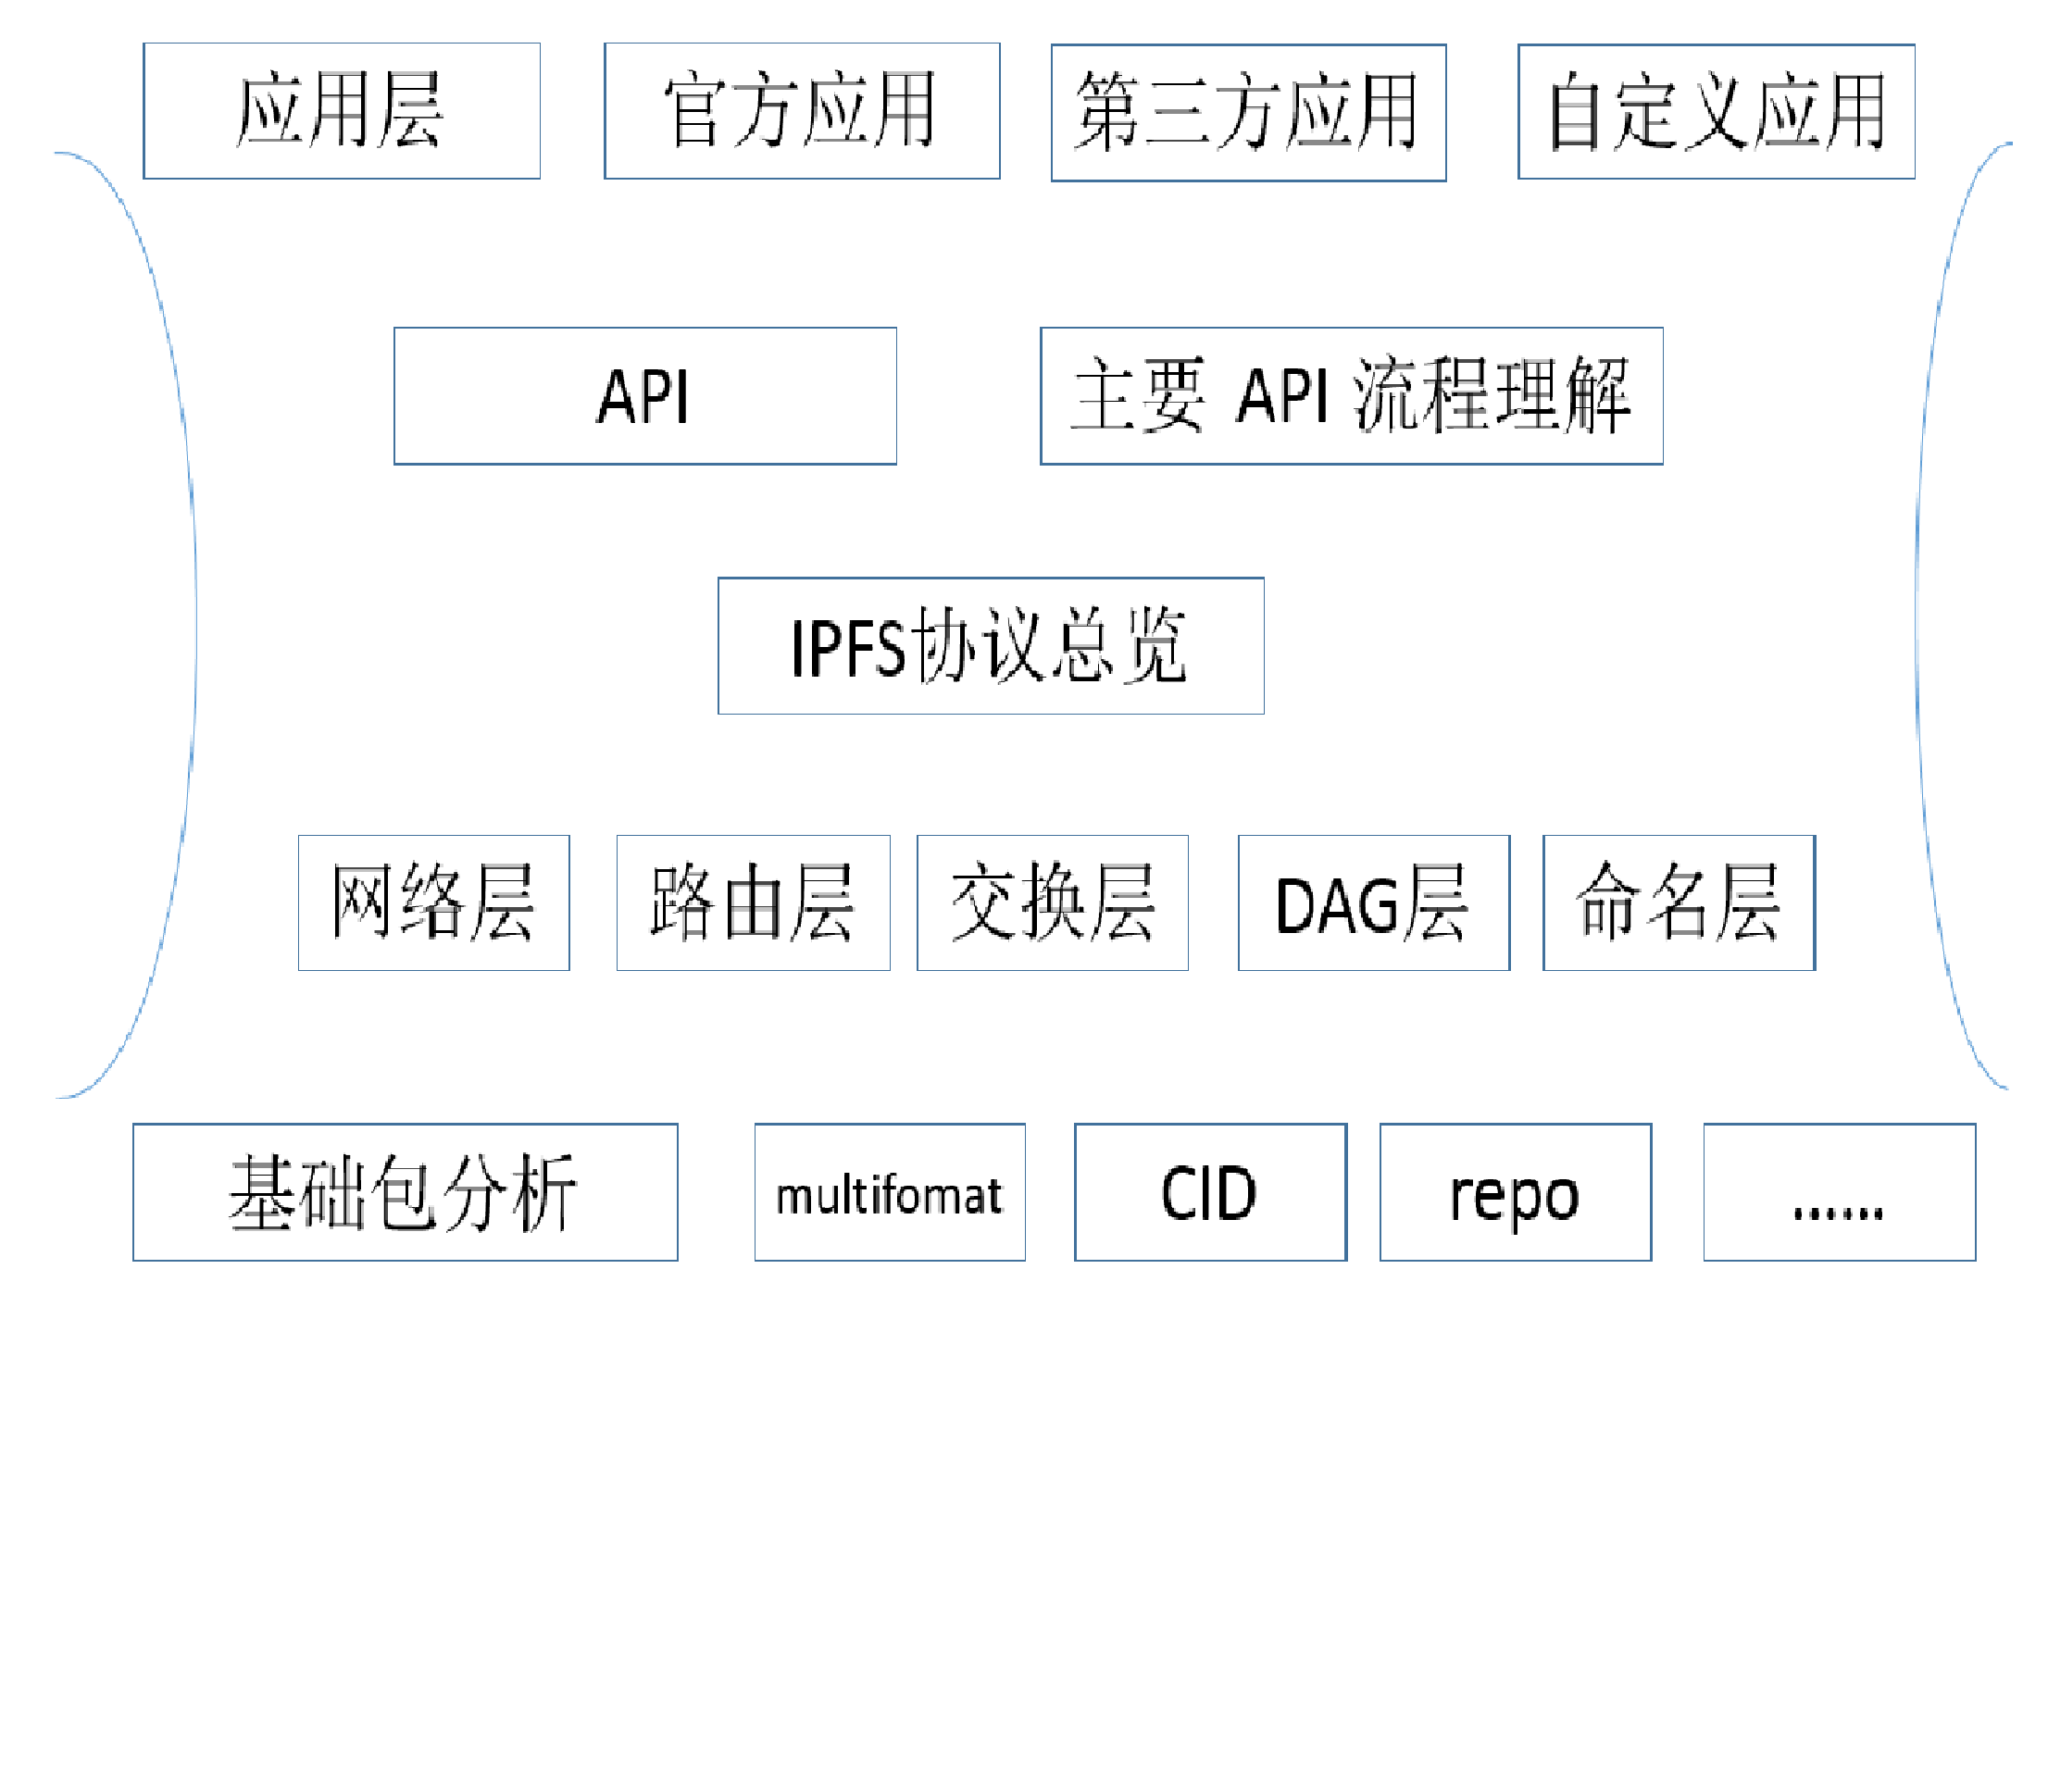 应用层 官方应用 第三方应用 自定义应用
API 主要 API 流程理解
IPFS协议总览
网络层 路由层 交换层 DAG层 命名层
基础包分析 multifomat CID repo ......